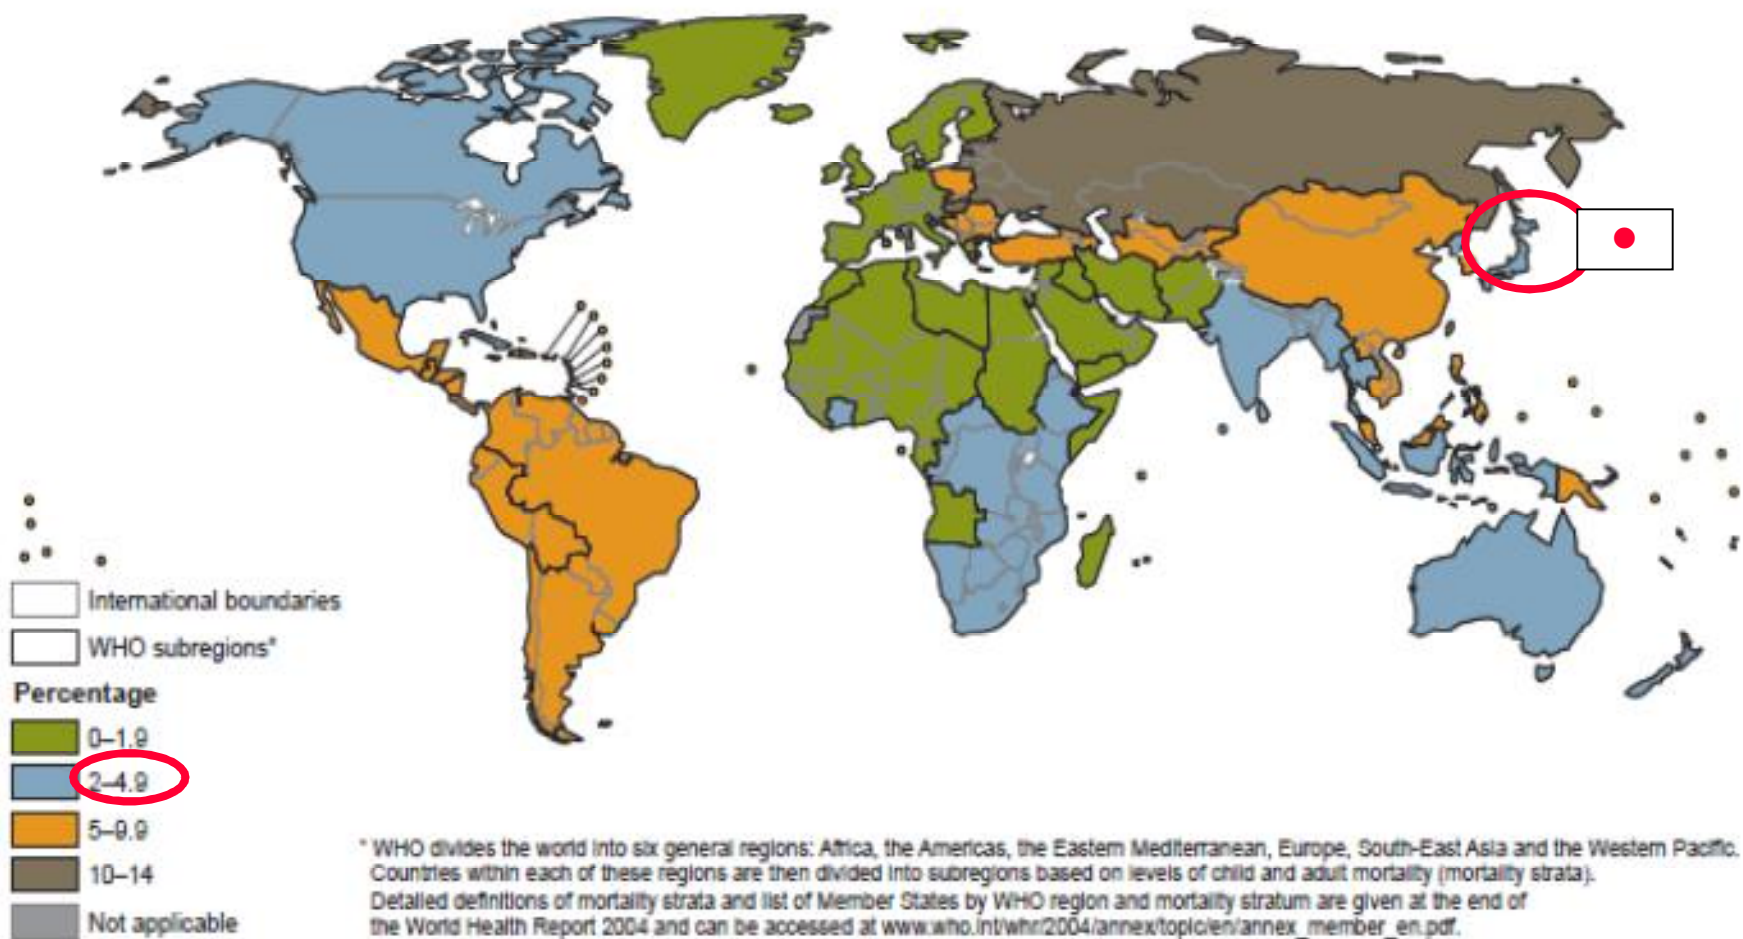 International boundaries
WHO subregions*
Percentage
0–1.9
2–4.9
5–9.9
10–14
Not applicable
* WHO divides the world into six general regions: Africa, the Americas, the Eastern Mediterranean, Europe, South-East Asia and the Western Pacific.
Countries within each of these regions are then divided into subregions based on levels of child and adult mortality (mortality strata).
Detailed definitions of mortality strata and list of Member States by WHO region and mortality stratum are given at the end of
the World Health Report 2004 and can be accessed at www.who.int/whr/2004/annex/topic/en/annex_member_en.pdf.